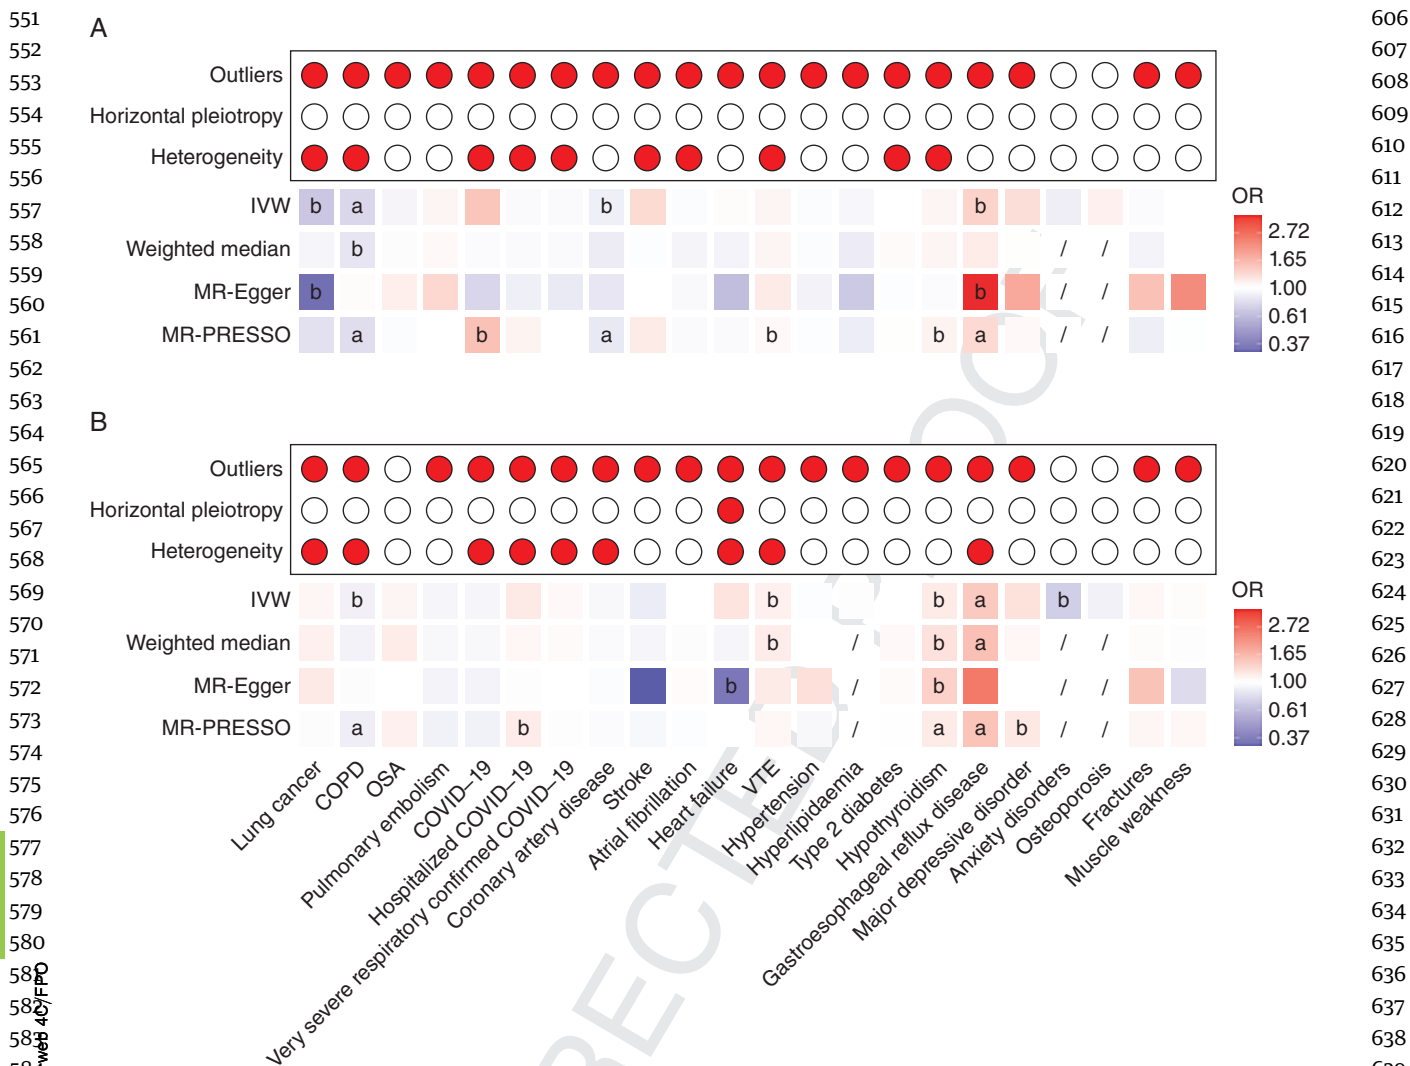 551
552
553
554
555
556
557
558
559
560
561
562
563
564
565
566
567
568
569
570
571
572
573
574
575
576
577
578
579
580
581
582
583
web 4C/FPO
A
Outliers
Horizontal pleiotropy
Heterogeneity
IVW b a b b
Weighted median b / /
MR-Egger b b / /
MR-PRESSO a b a b b a / /
OR
2.72
1.65
1.00
0.61
0.37
B
Outliers
Horizontal pleiotropy
Heterogeneity
IVW b b b a b
Weighted median b / b a / /
MR-Egger b / b / /
MR-PRESSO a b / a a b / /
OR
2.72
1.65
1.00
0.61
0.37
Lung cancer
COPD
OSA
Pulmonary embolism
COVID–19
Hospitalized COVID–19
Very severe respiratory confirmed COVID–19
Coronary artery disease
Stroke
Atrial fibrillation
Heart failure
VTE
Hypertension
Hyperlipidaemia
Type 2 diabetes
Hypothyroidism
Gastroesophageal reflux disease
Major depressive disorder
Anxiety disorders
Osteoporosis
Fractures
Muscle weakness
606
607
608
609
610
611
612
613
614
615
616
617
618
619
620
621
622
623
624
625
626
627
628
629
630
631
632
633
634
635
636
637
638